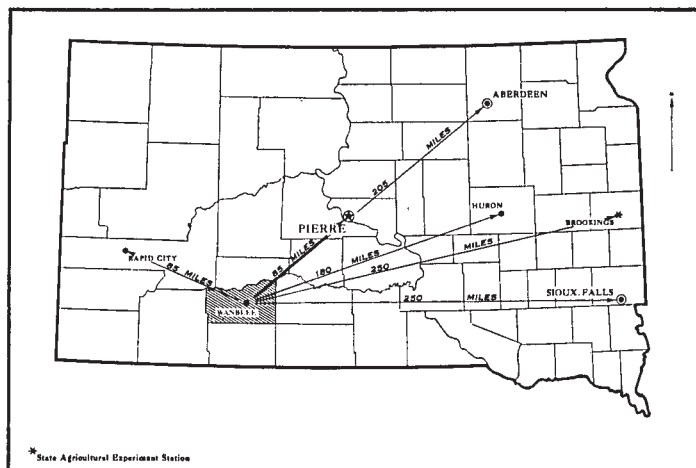 ABERDEEN
205 MILES
HURON
BROOKINGS
PIERRE
85 MILES
RAPID CITY
85 MILES
180 MILES
250 MILES
SIOUX FALLS
250 MILES
WANBLEE
*State Agricultural Experiment Station